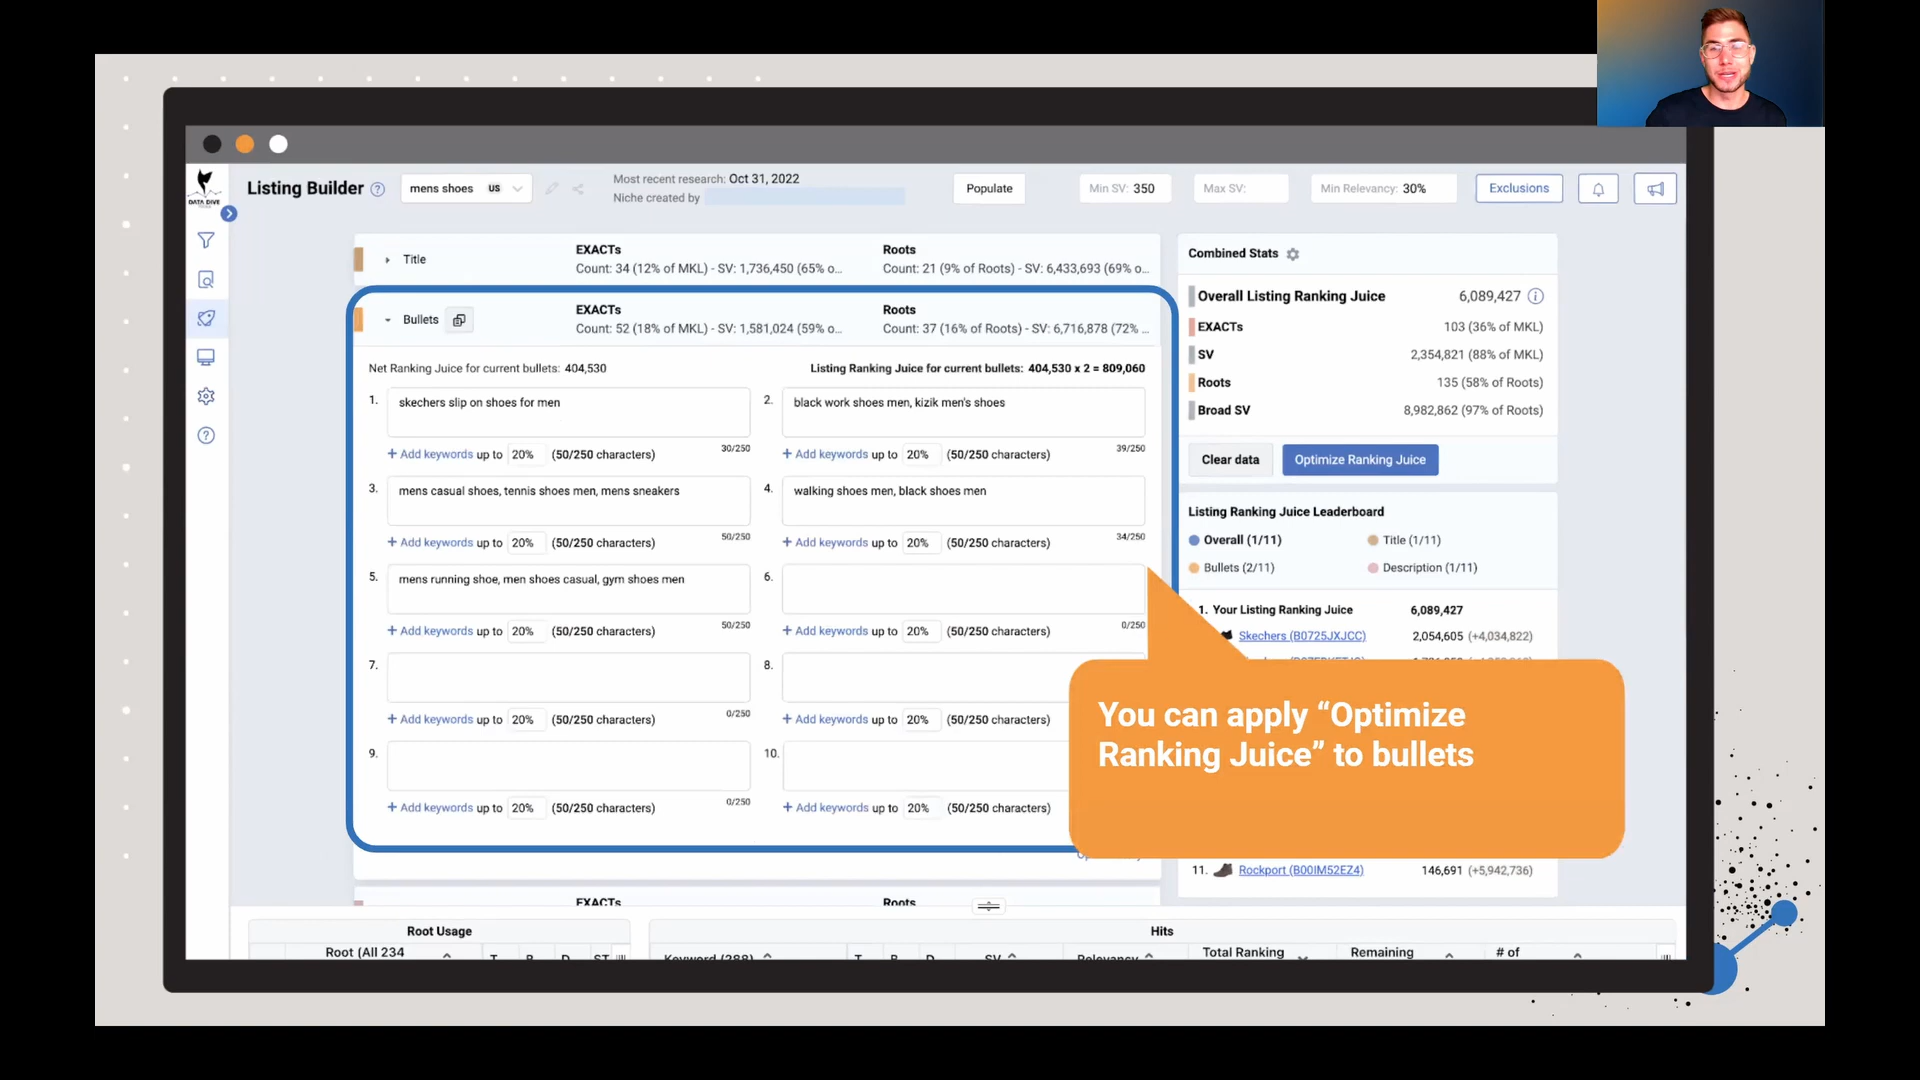 DATA DIVE
Listing Builder ?
mens shoes US
Most recent research: Oct 31, 2022
Niche created by
Populate
Min SV: 350
Max SV:
Min Relevancy: 30%
Exclusions
Title
EXACTs
Count: 34 (12% of MKL) - SV: 1,736,450 (65% o...
Roots
Count: 21 (9% of Roots) - SV: 6,433,693 (69% o...
Bullets
EXACTs
Count: 52 (18% of MKL) - SV: 1,581,024 (59% o...
Roots
Count: 37 (16% of Roots) - SV: 6,716,878 (72% ...
Net Ranking Juice for current bullets: 404,530
Listing Ranking Juice for current bullets: 404,530 x 2 = 809,060
1. skechers slip on shoes for men
+ Add keywords up to 20% (50/250 characters) 30/250
2. black work shoes men, kizik men's shoes
+ Add keywords up to 20% (50/250 characters) 39/250
3. mens casual shoes, tennis shoes men, mens sneakers
+ Add keywords up to 20% (50/250 characters) 50/250
4. walking shoes men, black shoes men
+ Add keywords up to 20% (50/250 characters) 34/250
5. mens running shoe, men shoes casual, gym shoes men
+ Add keywords up to 20% (50/250 characters) 50/250
6.
+ Add keywords up to 20% (50/250 characters) 0/250
7.
+ Add keywords up to 20% (50/250 characters) 0/250
8.
+ Add keywords up to 20% (50/250 characters)
9.
+ Add keywords up to 20% (50/250 characters) 0/250
10.
+ Add keywords up to 20% (50/250 characters)
Combined Stats
Overall Listing Ranking Juice 6,089,427
EXACTs 103 (36% of MKL)
SV 2,354,821 (88% of MKL)
Roots 135 (58% of Roots)
Broad SV 8,982,862 (97% of Roots)
Clear data
Optimize Ranking Juice
Listing Ranking Juice Leaderboard
Overall (1/11)
Title (1/11)
Bullets (2/11)
Description (1/11)
1. Your Listing Ranking Juice 6,089,427
Skechers (B0725JXJCC) 2,054,605 (+4,034,822)
You can apply “Optimize
Ranking Juice” to bullets
11. Rockport (B00IM52EZ4) 146,691 (+5,942,736)
EXACTs
Roots
Root Usage
Hits
Root (All 234
T B D ST
Keyword (288)
T B D SV Relevancy
Total Ranking
Remaining
# of